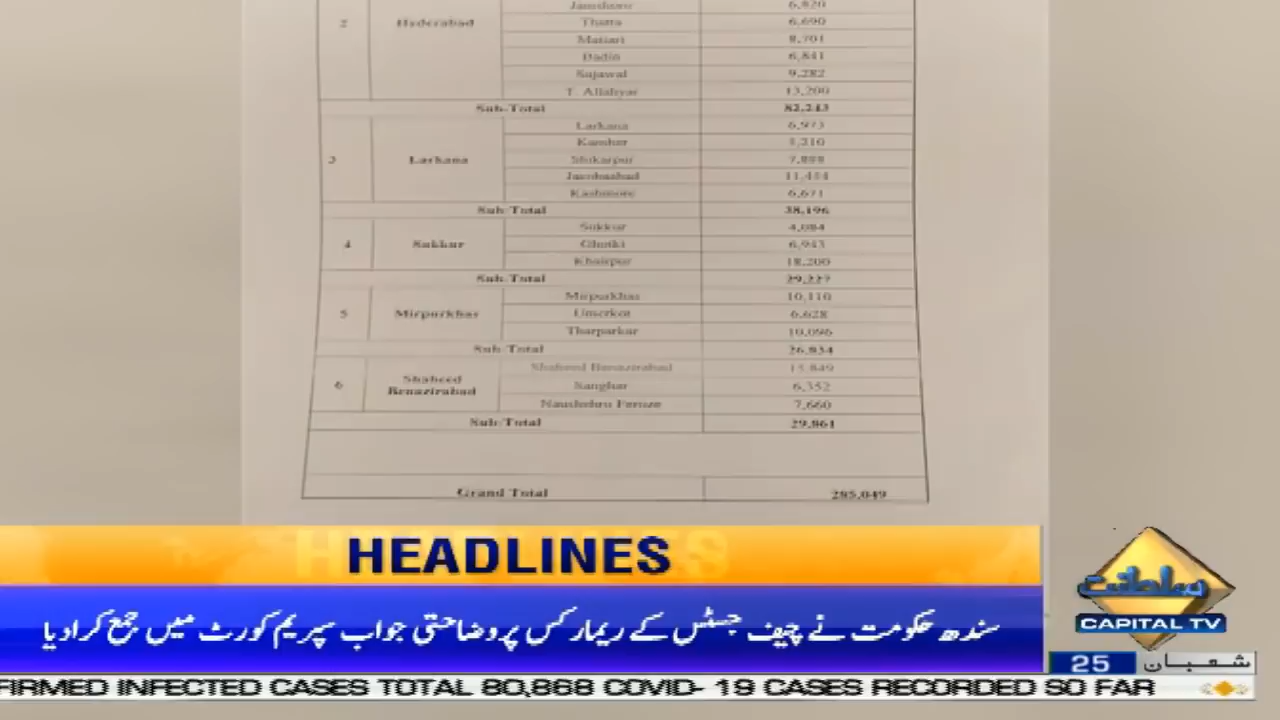 2 Hyderabad Jamshoro 6,820
Thatta 6,690
Matiari 8,701
Badin 6,841
Sujawal 9,282
T. Allahyar 13,200
Sub-Total 82,243
3 Larkana Larkana 6,973
Kambar
Shikarpur
Jacobabad
Kashmore 6,671
Sub-Total 38,196
4 Sukkur Sukkur 4,084
Ghotki 6,943
Khairpur 18,200
Sub-Total 29,227
5 Mirpurkhas Mirpurkhas 10,110
Umerkot 6,628
Tharparkar 10,096
Sub-Total 26,834
6 Shaheed Benazirabad Shaheed Benazirabad 15,849
Sanghar 6,352
Naushehro Feroze 7,660
Sub-Total 29,861
Grand Total 285,049
HEADLINES
سندھ حکومت نے چیف جسٹس کے ریمارکس پر وضاحتی جواب سپریم کورٹ میں جمع کرادیا
CAPITAL TV
25 شعبان
FIRMED INFECTED CASES TOTAL 80,868 COVID- 19 CASES RECORDED SO FAR